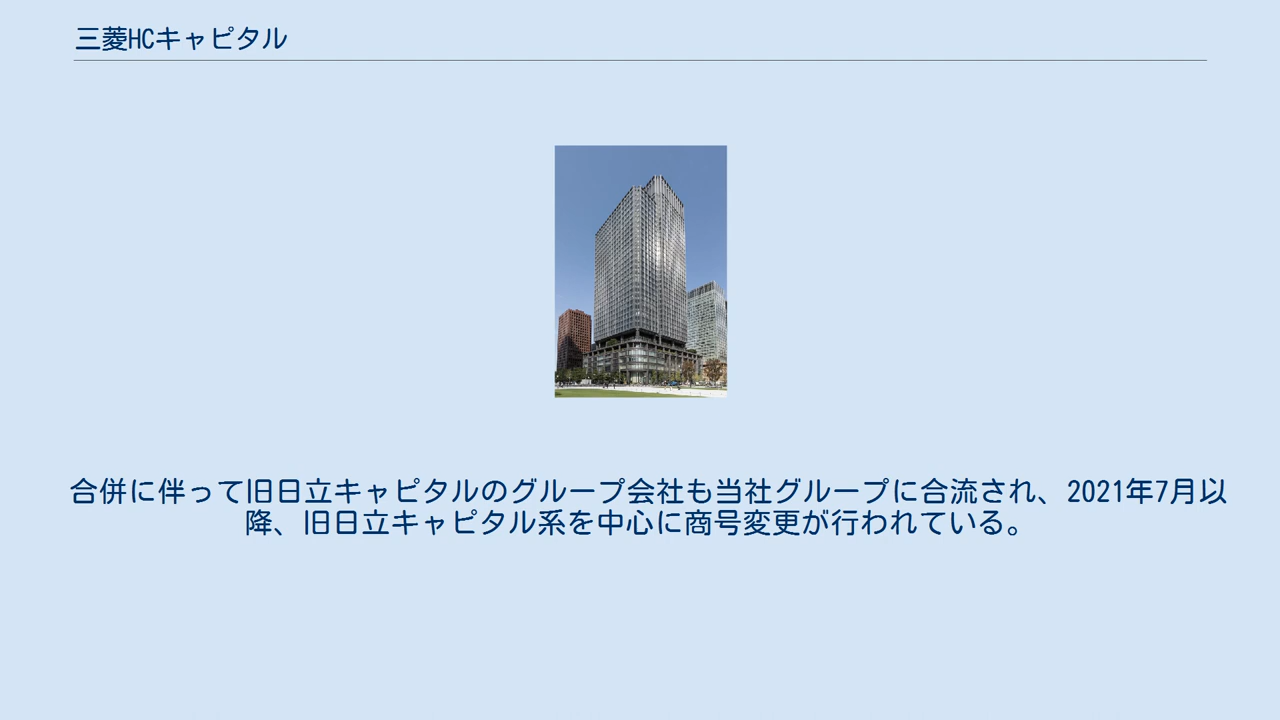 三菱HCキャピタル
合併に伴って旧日立キャピタルのグループ会社も当社グループに合流され、2021年7月以
降、旧日立キャピタル系を中心に商号変更が行われている。